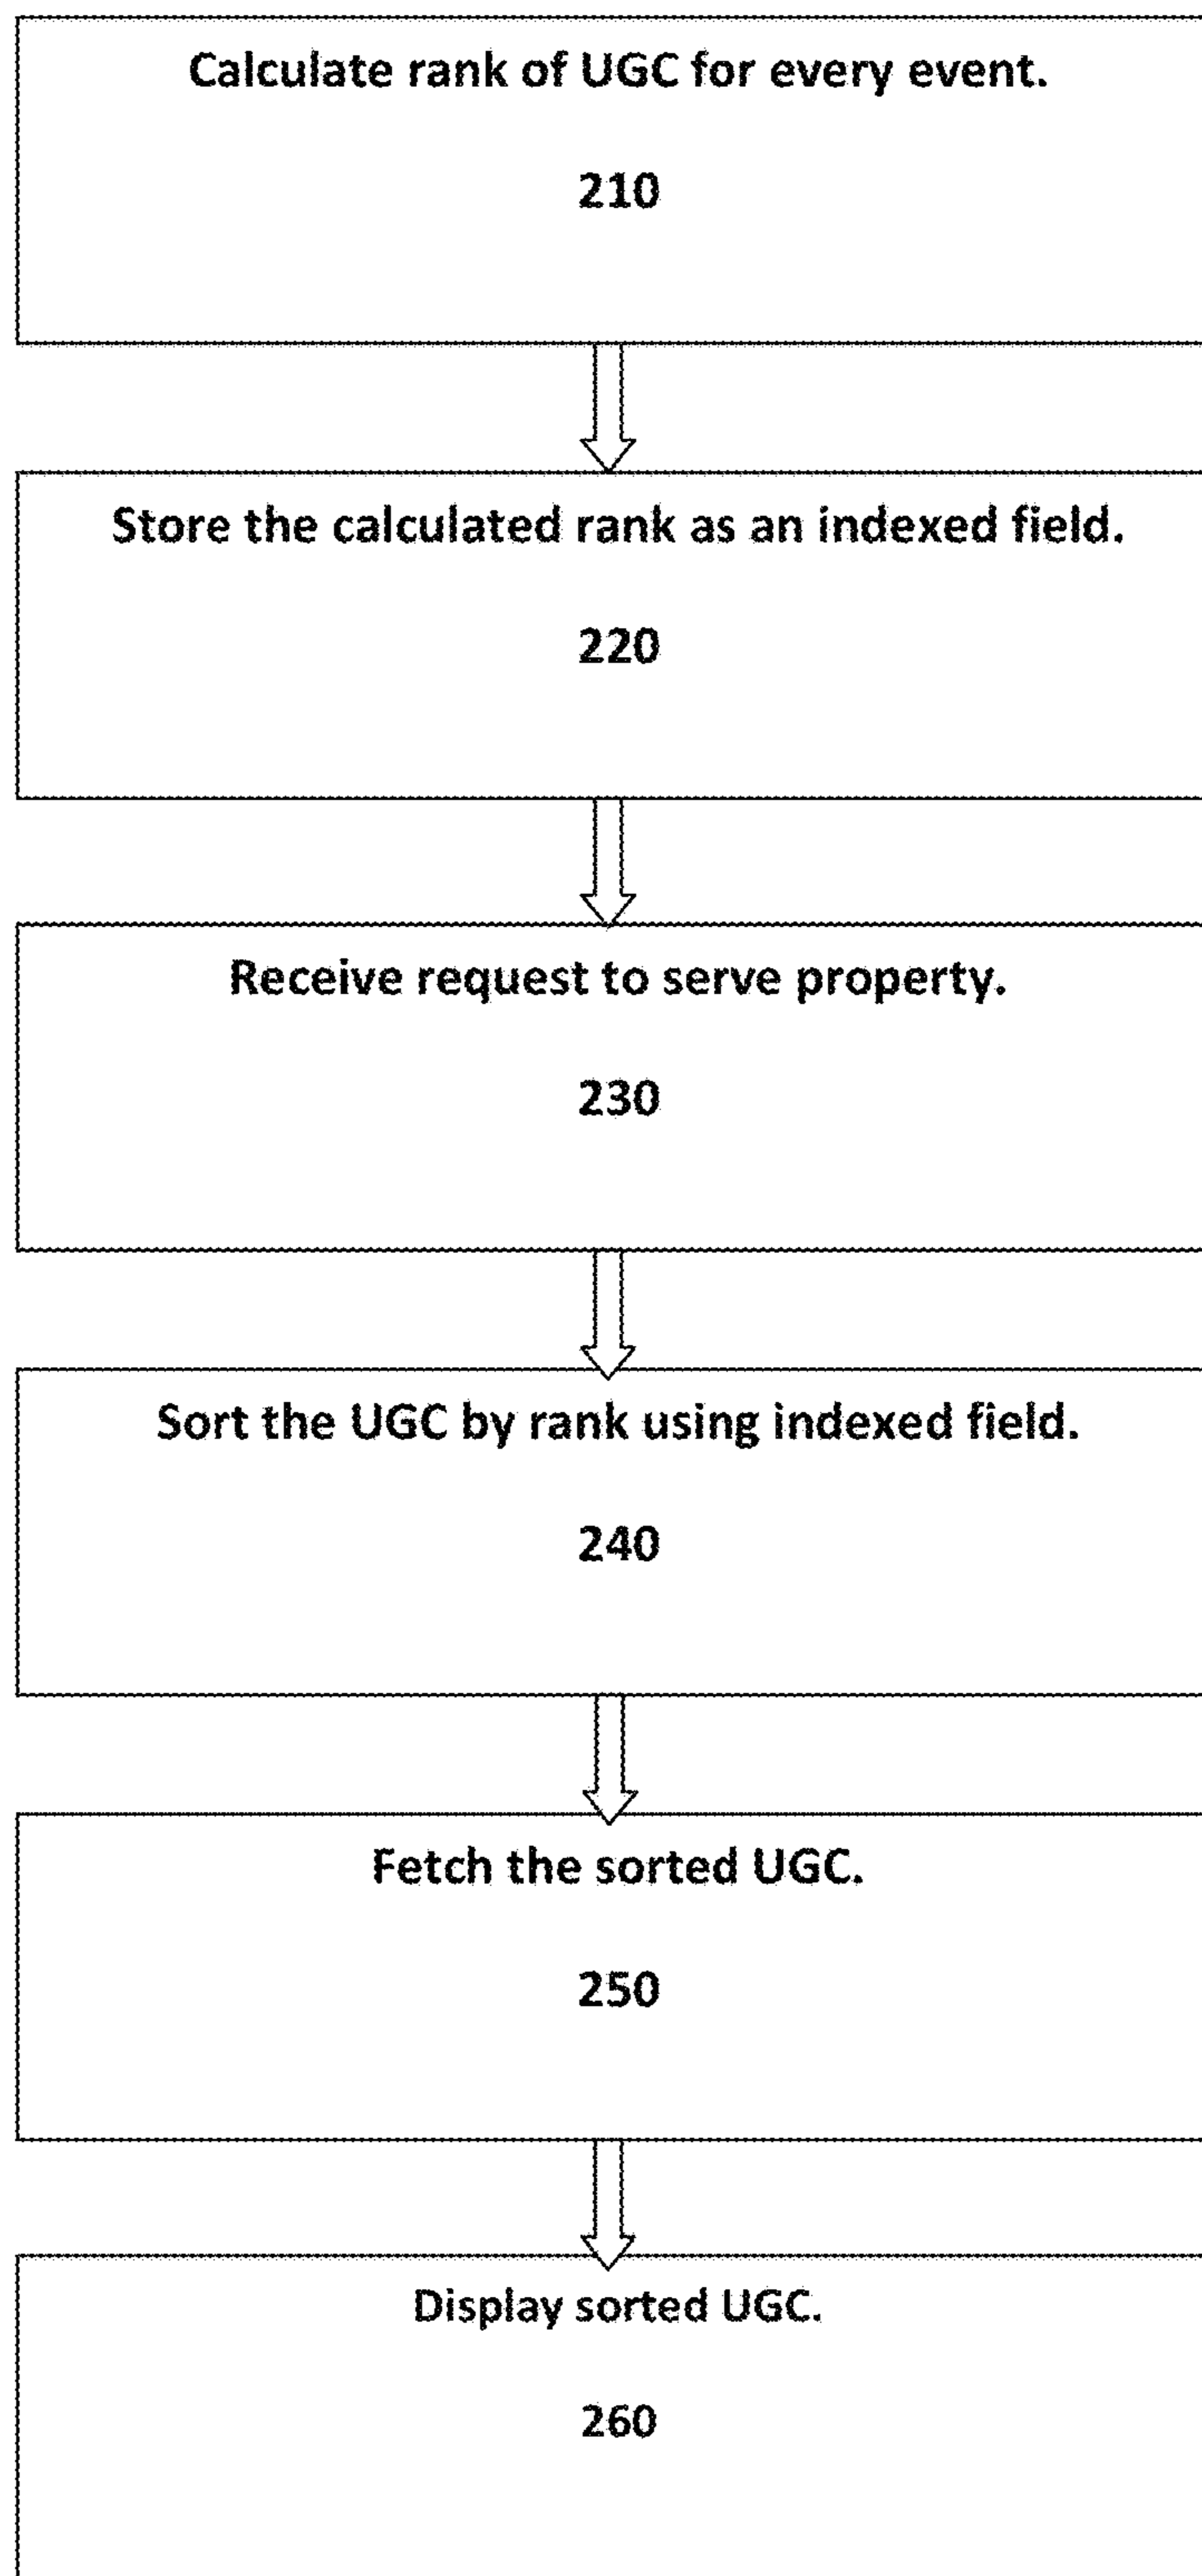 Calculate rank of UGC for every event.
210
Store the calculated rank as an indexed field.
220
Receive request to serve property.
230
Sort the UGC by rank using indexed field.
240
Fetch the sorted UGC.
250
Display sorted UGC.
260